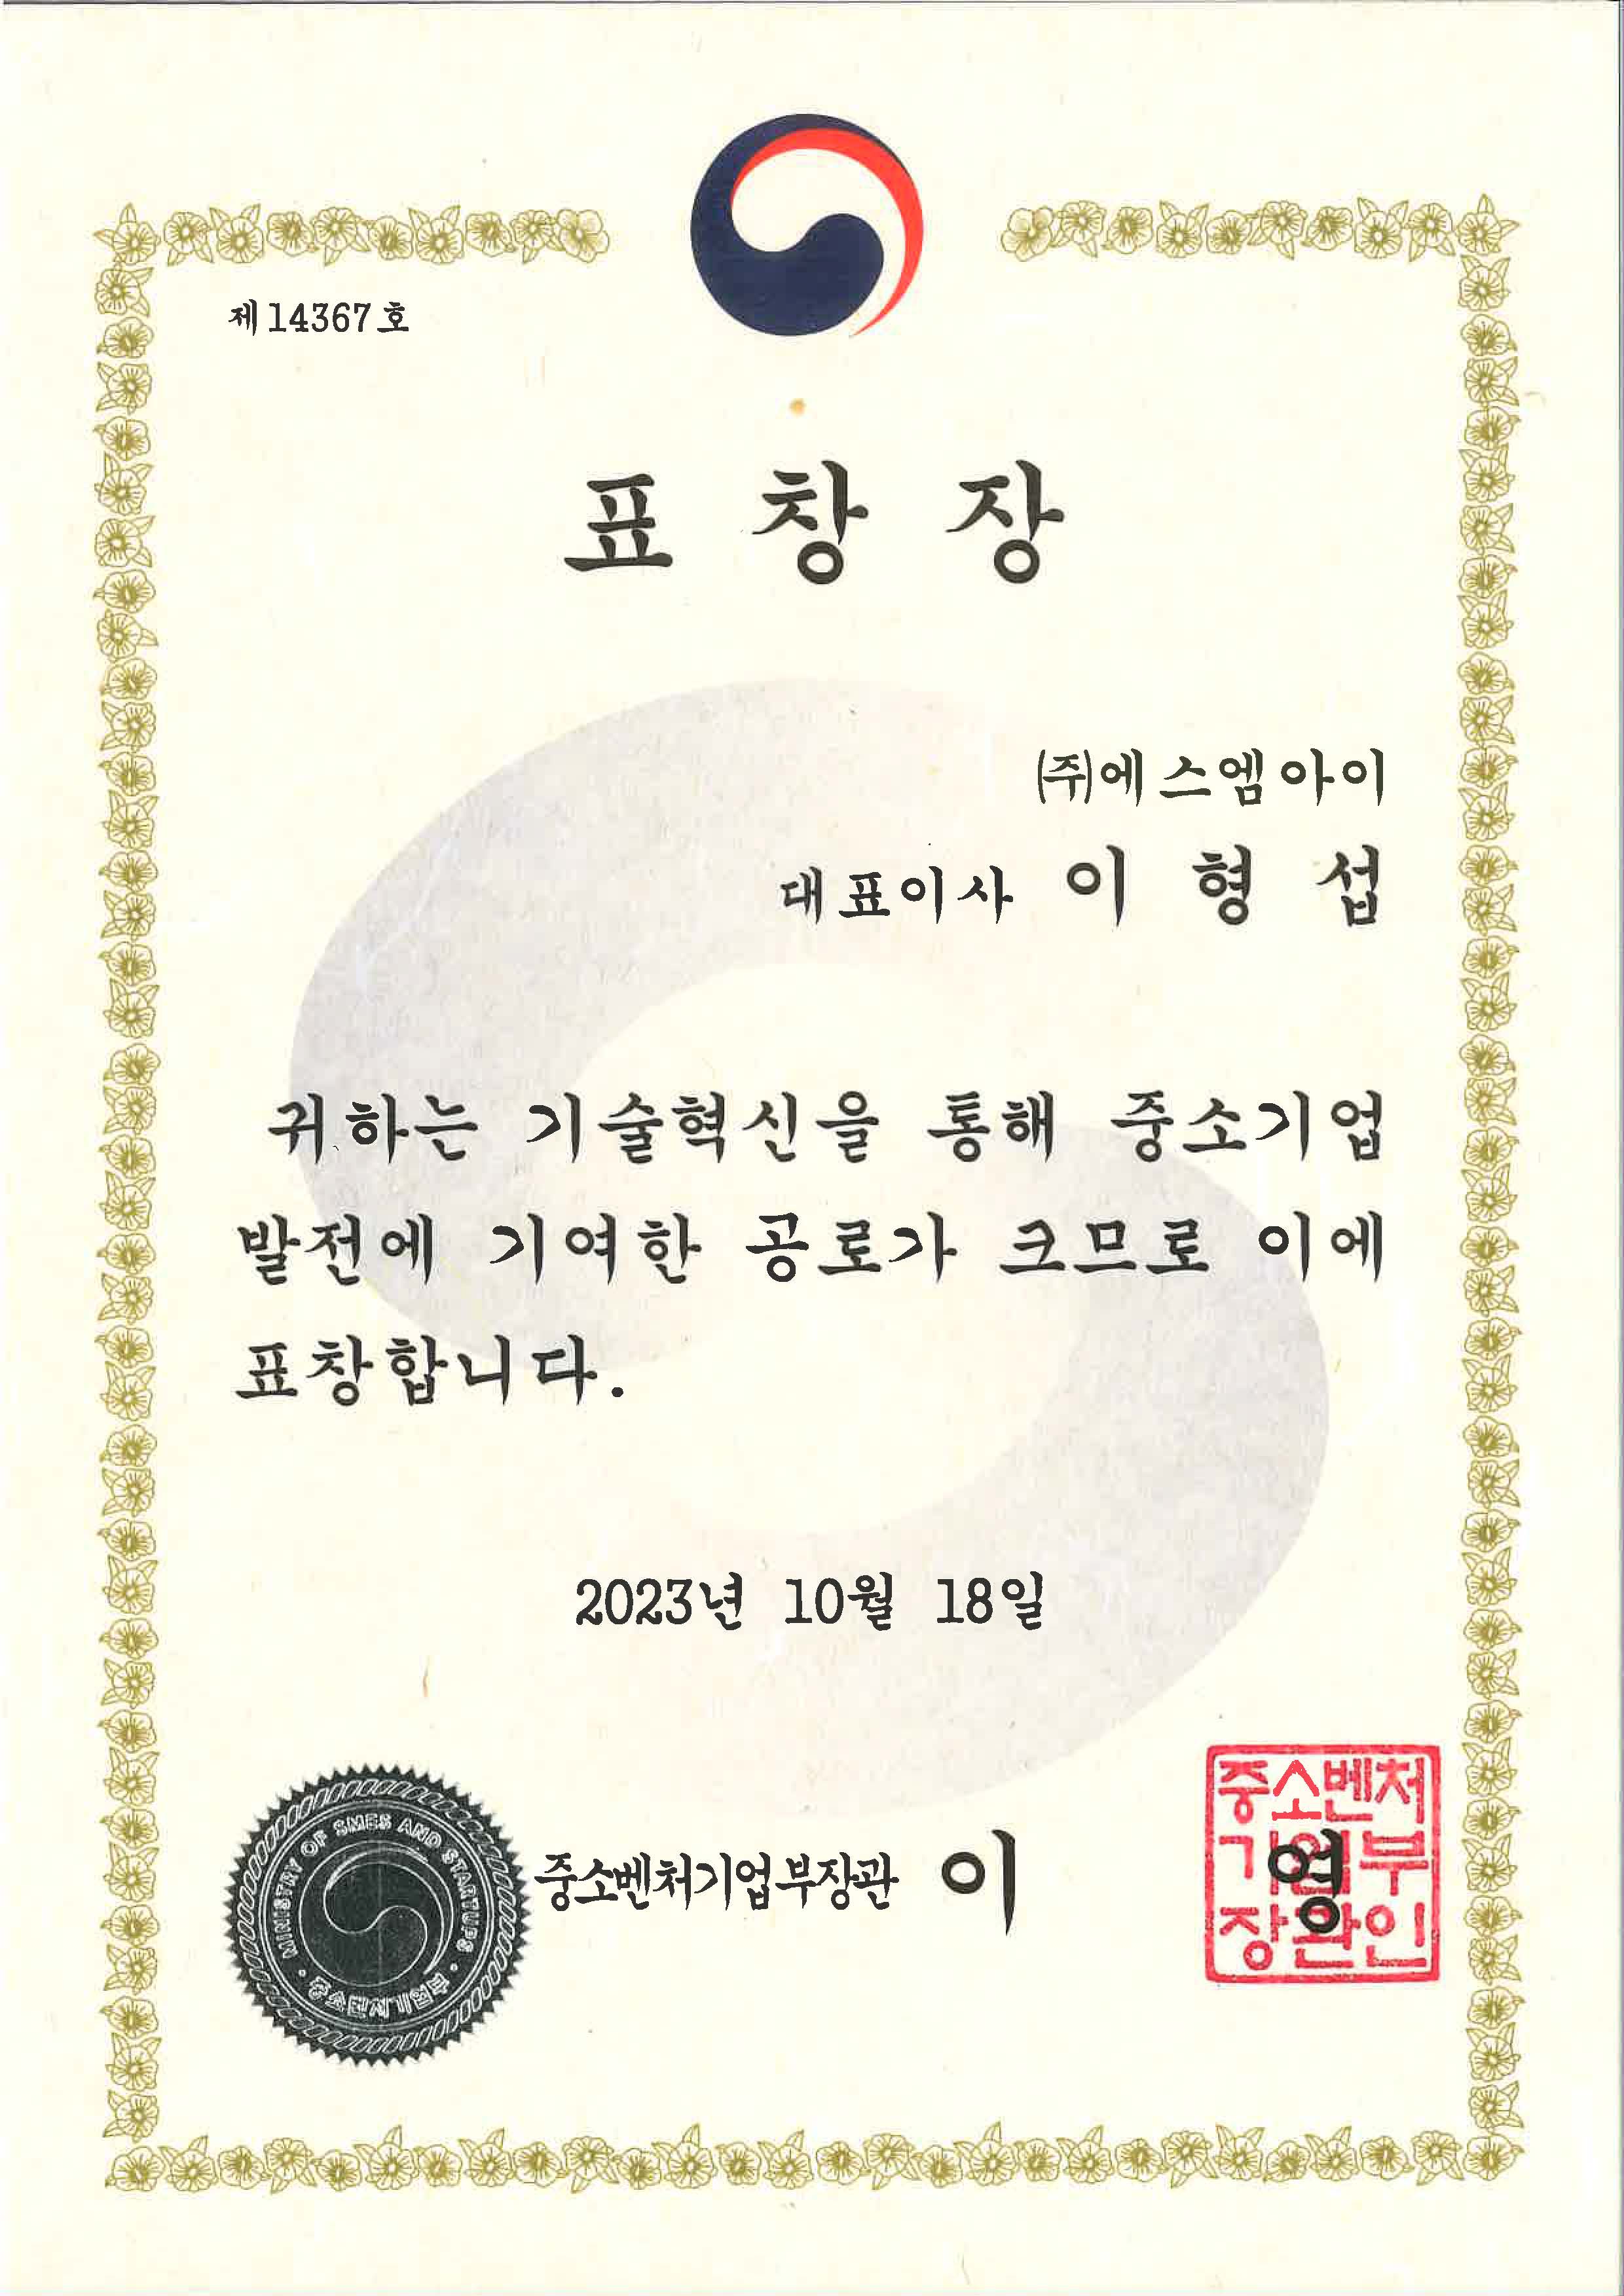 제 14367 호
표 창 장
(주)에스엠아이
대표이사 이 형 섭
귀하는 기술혁신을 통해 중소기업
발전에 기여한 공로가 크므로 이에
표창합니다.
2023년 10월 18일
중소벤처기업부장관 이 영
MINISTRY OF SMES AND STARTUPS
중소벤처기업부
중소벤처
기업부
장관인